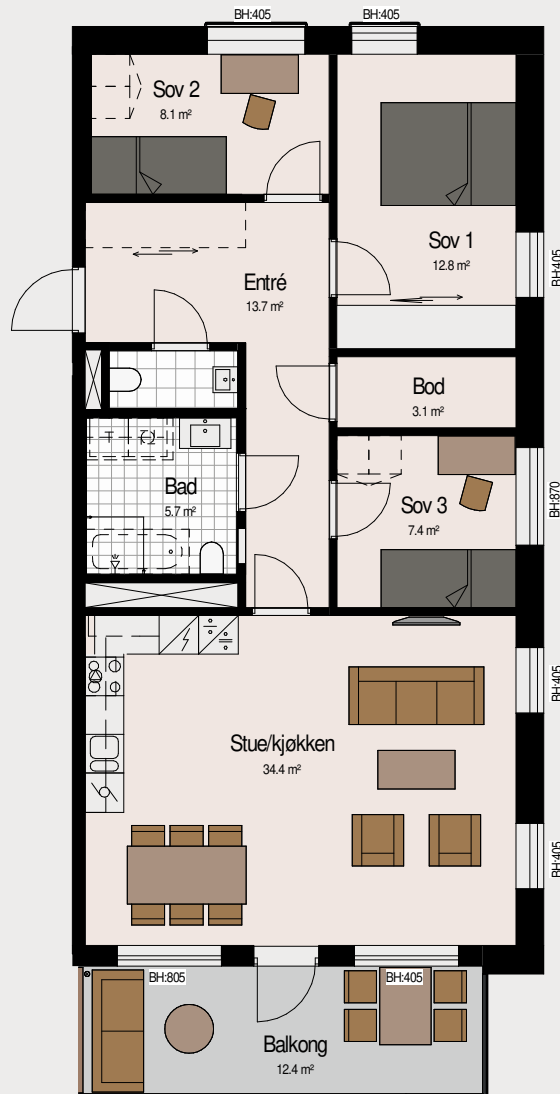 BH:405
BH:405
Sov 2
8.1 m²
Sov 1
12.8 m²
BH:405
Entré
13.7 m²
Bod
3.1 m²
Bad
5.7 m²
Sov 3
7.4 m²
BH:870
BH:405
Stue/kjøkken
34.4 m²
BH:405
BH:805
BH:405
Balkong
12.4 m²